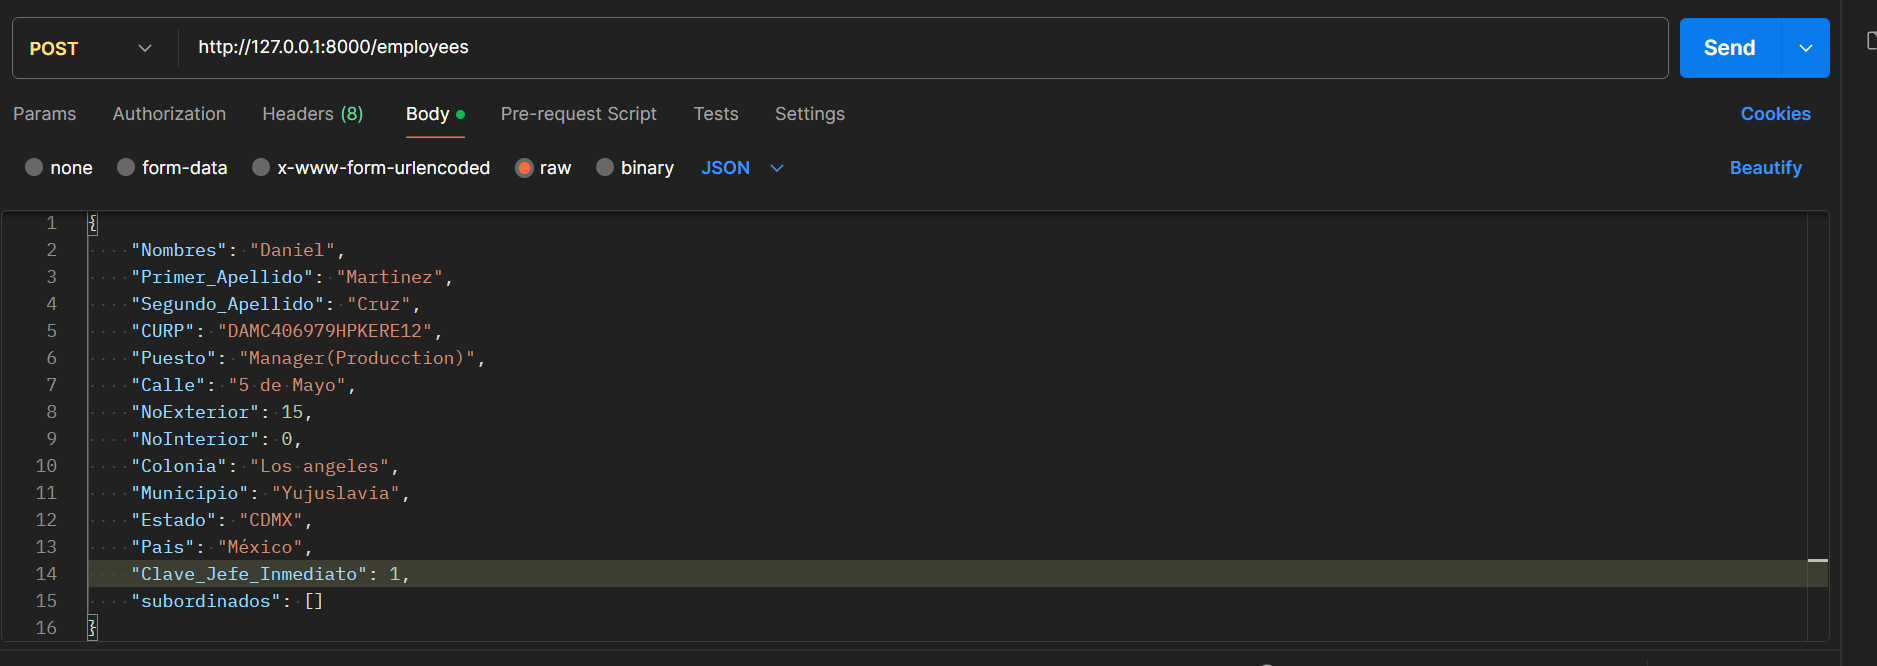 POST http://127.0.0.1:8000/employees Send
Params Authorization Headers (8) Body Pre-request Script Tests Settings Cookies
none form-data x-www-form-urlencoded raw binary JSON Beautify
1 {
2 "Nombres": "Daniel",
3 "Primer_Apellido": "Martinez",
4 "Segundo_Apellido": "Cruz",
5 "CURP": "DAMC406979HPKERE12",
6 "Puesto": "Manager(Producction)",
7 "Calle": "5 de Mayo",
8 "NoExterior": 15,
9 "NoInterior": 0,
10 "Colonia": "Los angeles",
11 "Municipio": "Yujuslavia",
12 "Estado": "CDMX",
13 "Pais": "México",
14 "Clave_Jefe_Inmediato": 1,
15 "subordinados": []
16 }